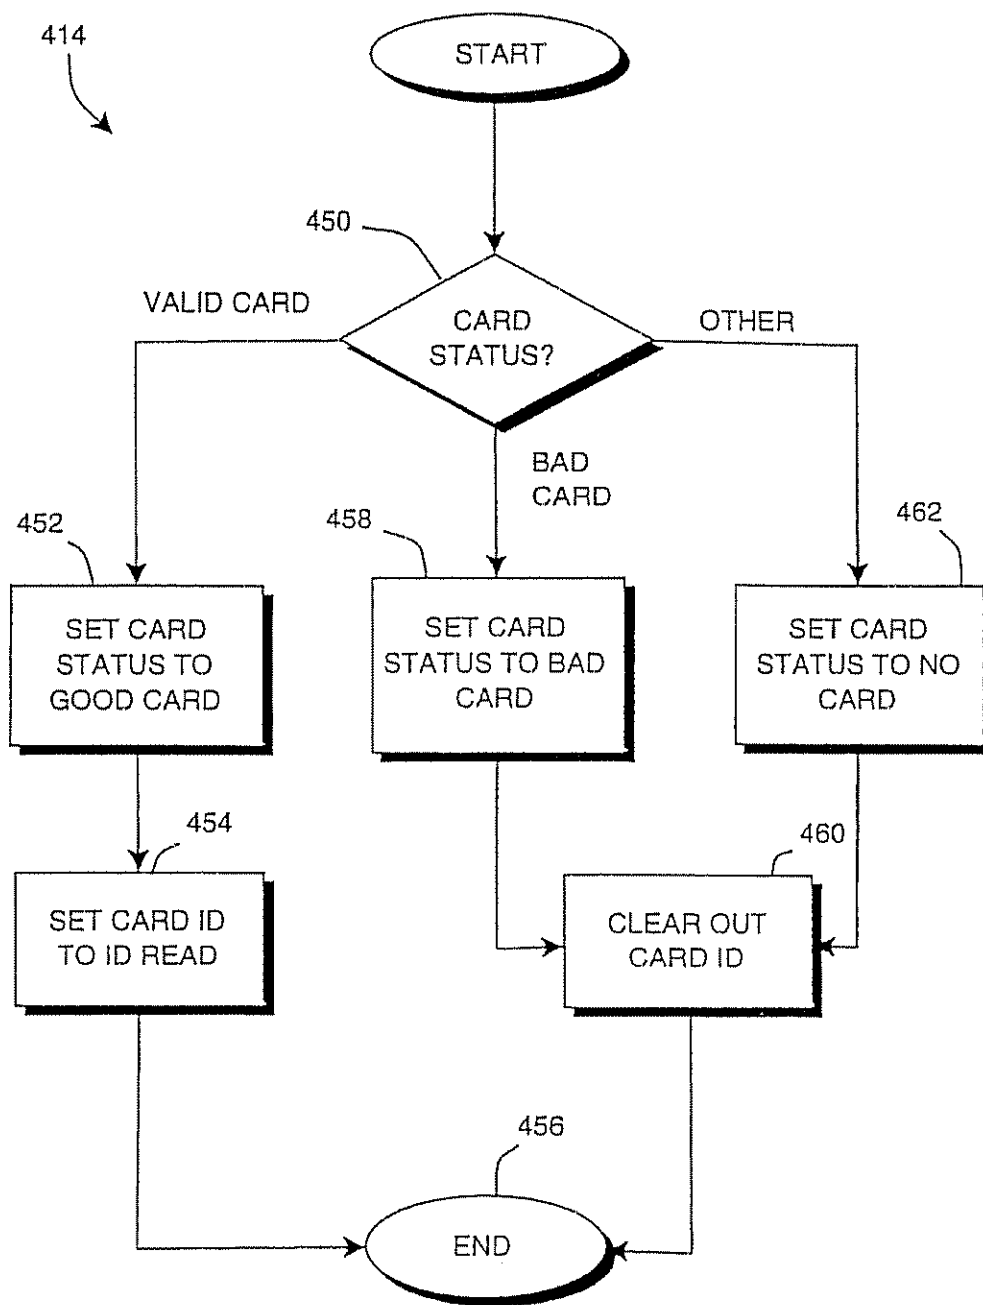 414
START
450
VALID CARD
CARD
STATUS?
OTHER
BAD
CARD
452
458
462
SET CARD
STATUS TO
GOOD CARD
SET CARD
STATUS TO BAD
CARD
SET CARD
STATUS TO NO
CARD
454
460
SET CARD ID
TO ID READ
CLEAR OUT
CARD ID
456
END